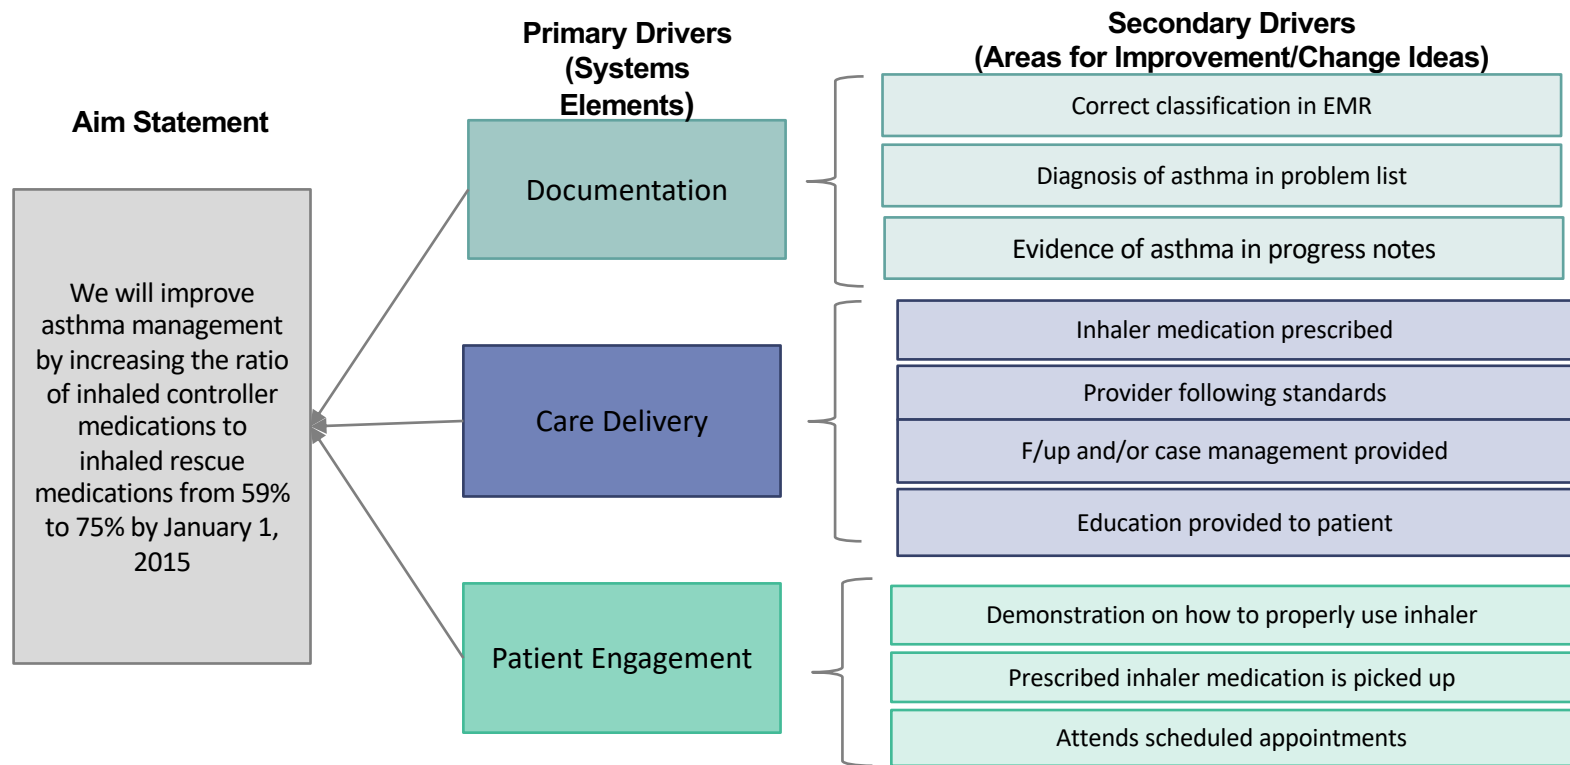 Aim Statement
We will improve
asthma management
by increasing the ratio
of inhaled controller
medications to
inhaled rescue
medications from 59%
to 75% by January 1,
2015
Primary Drivers
(Systems
Elements)
Documentation
Care Delivery
Patient Engagement
Secondary Drivers
(Areas for Improvement/Change Ideas)
Correct classification in EMR
Diagnosis of asthma in problem list
Evidence of asthma in progress notes
Inhaler medication prescribed
Provider following standards
F/up and/or case management provided
Education provided to patient
Demonstration on how to properly use inhaler
Prescribed inhaler medication is picked up
Attends scheduled appointments